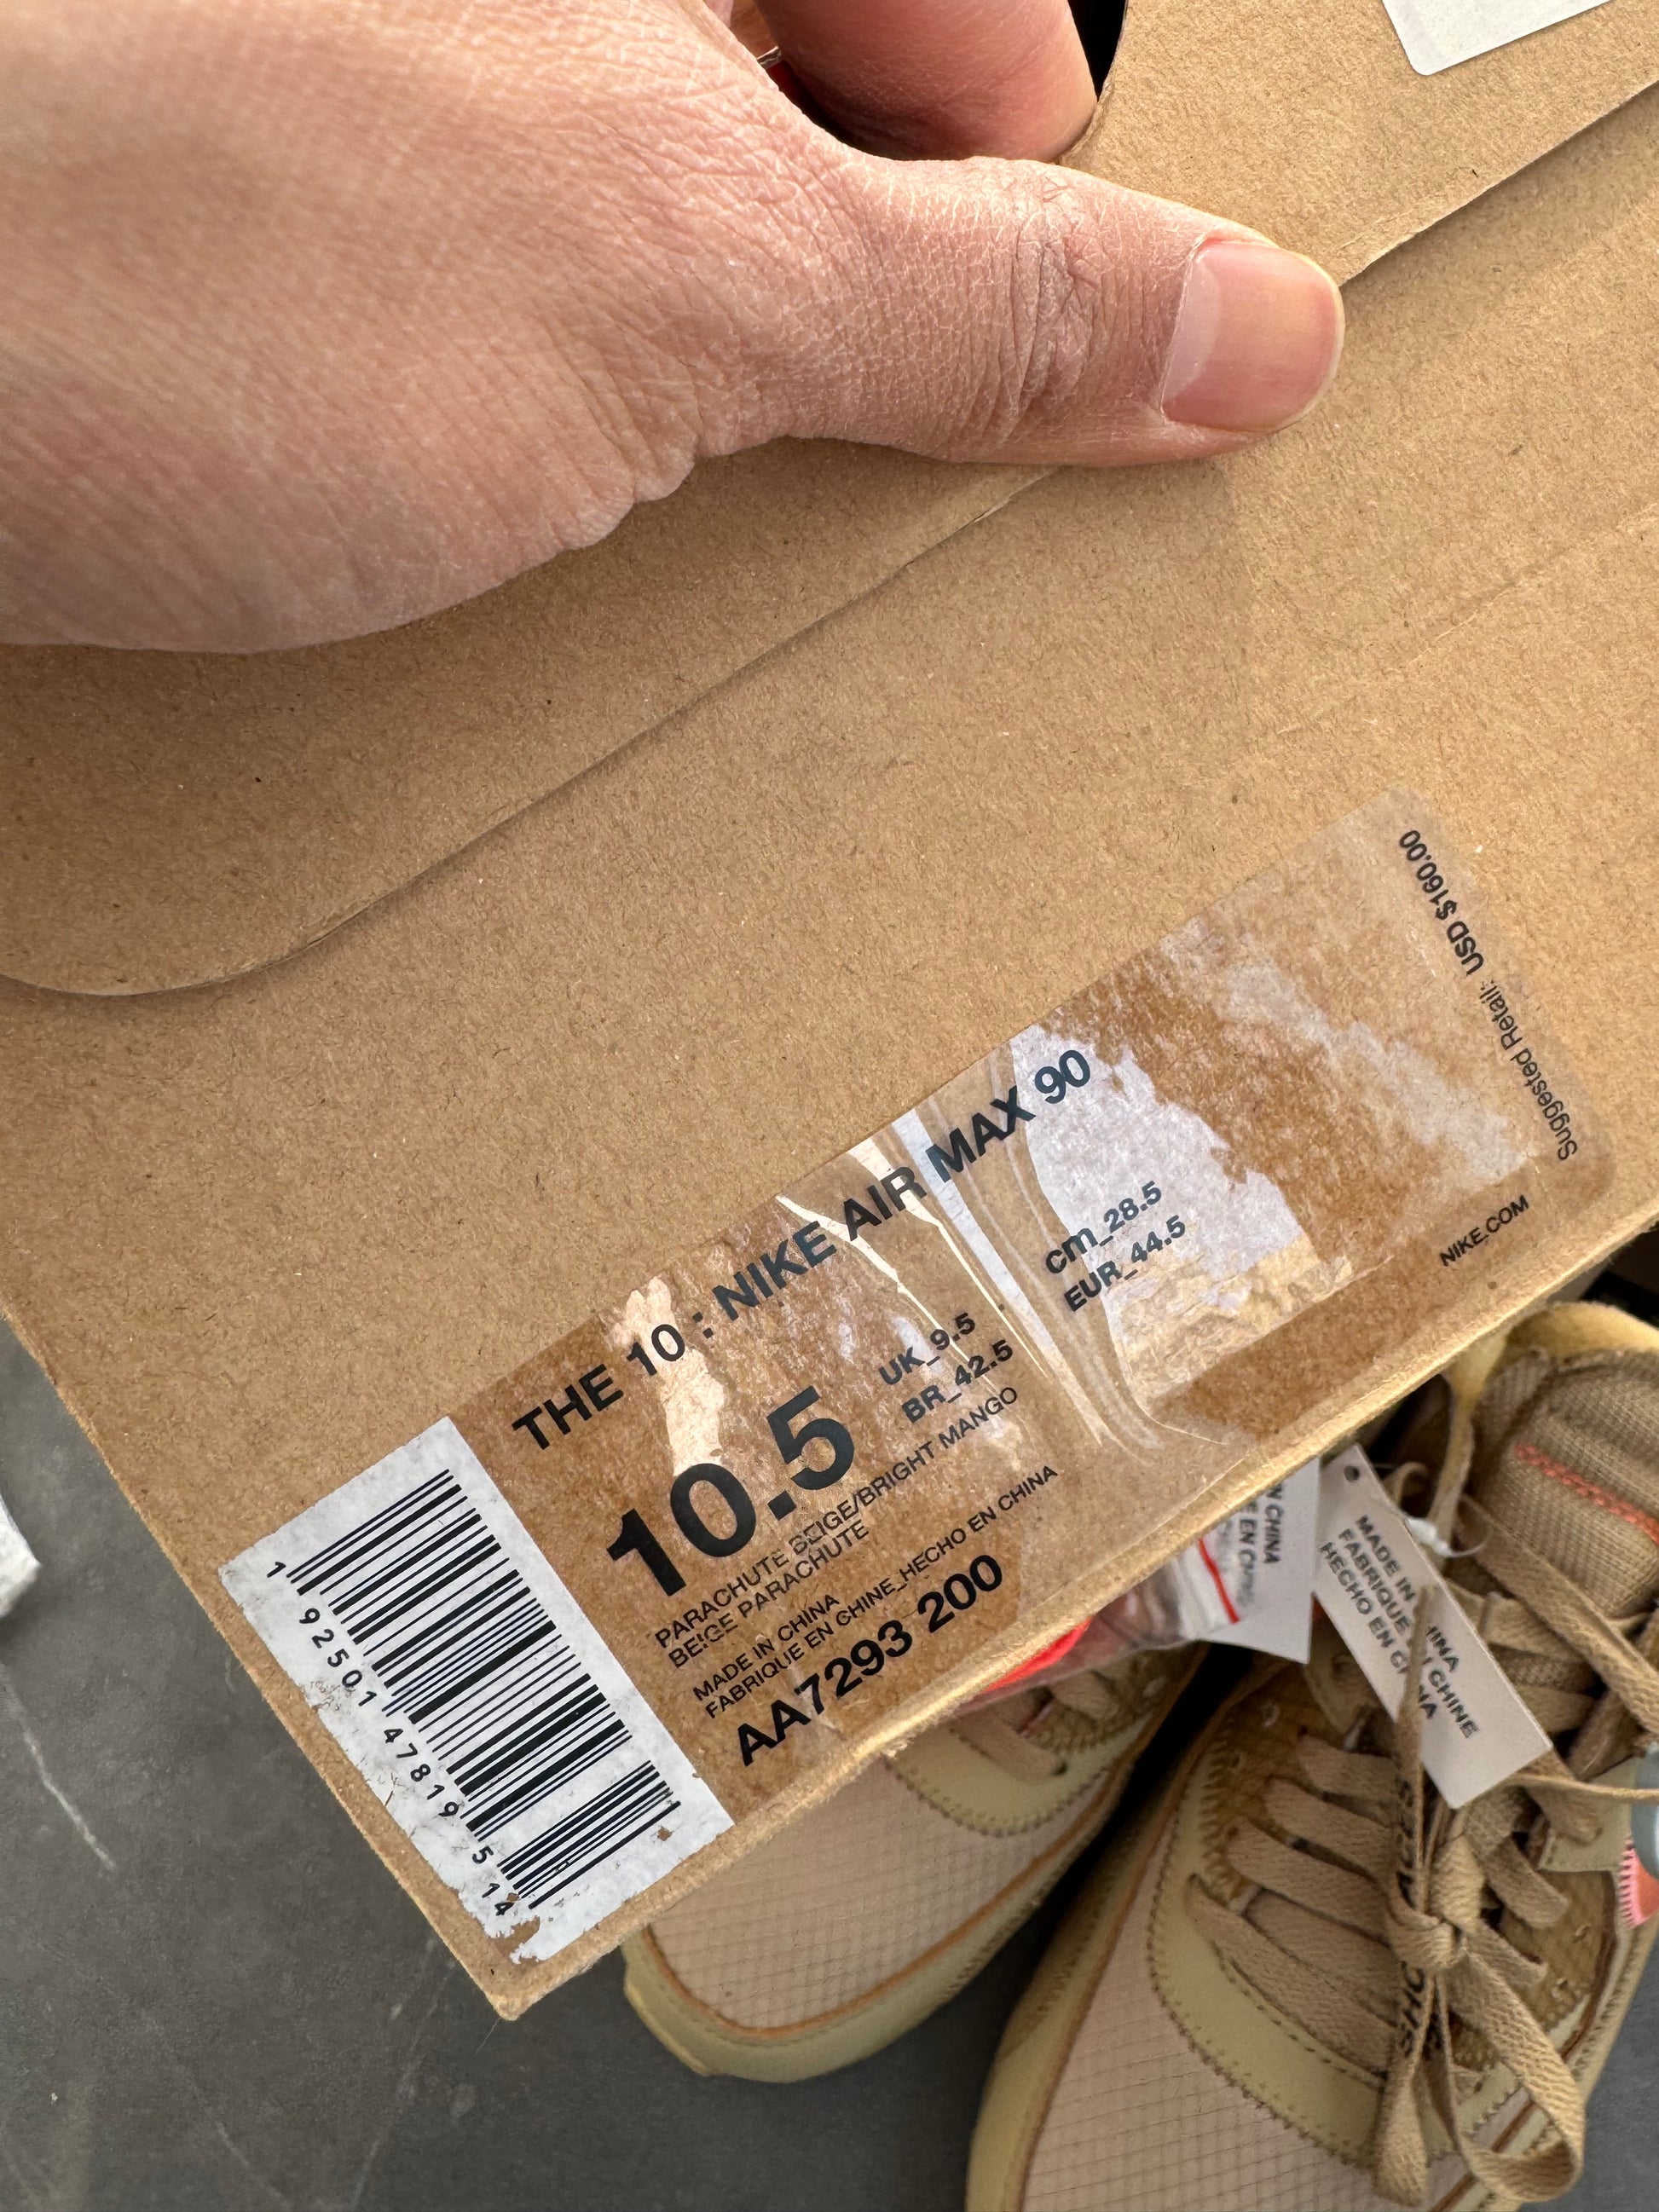 THE 10 : NIKE AIR MAX 90
10.5
UK_9.5
cm_28.5
BR_42.5
EUR_44.5
PARACHUTE BEIGE/BRIGHT MANGO
BEIGE PARACHUTE
MADE IN CHINA
FABRIQUE EN CHINE_HECHO EN CHINA
AA7293 200
Suggested Retail: USD $160.00
NIKE.COM
1 92501 47819 5 14
N CHINA
E EN
MADE IN
FABRIQUE
HECHO EN
INA
CHINE